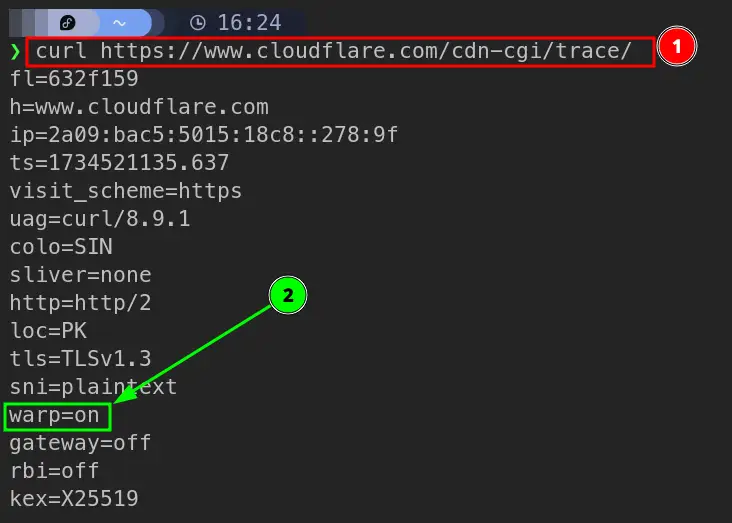 ~ 16:24
❯ curl https://www.cloudflare.com/cdn-cgi/trace/ 1
fl=632f159
h=www.cloudflare.com
ip=2a09:bac5:5015:18c8::278:9f
ts=1734521135.637
visit_scheme=https
uag=curl/8.9.1
colo=SIN
sliver=none
http=http/2
2
loc=PK
tls=TLSv1.3
sni=plaintext
warp=on
gateway=off
rbi=off
kex=X25519